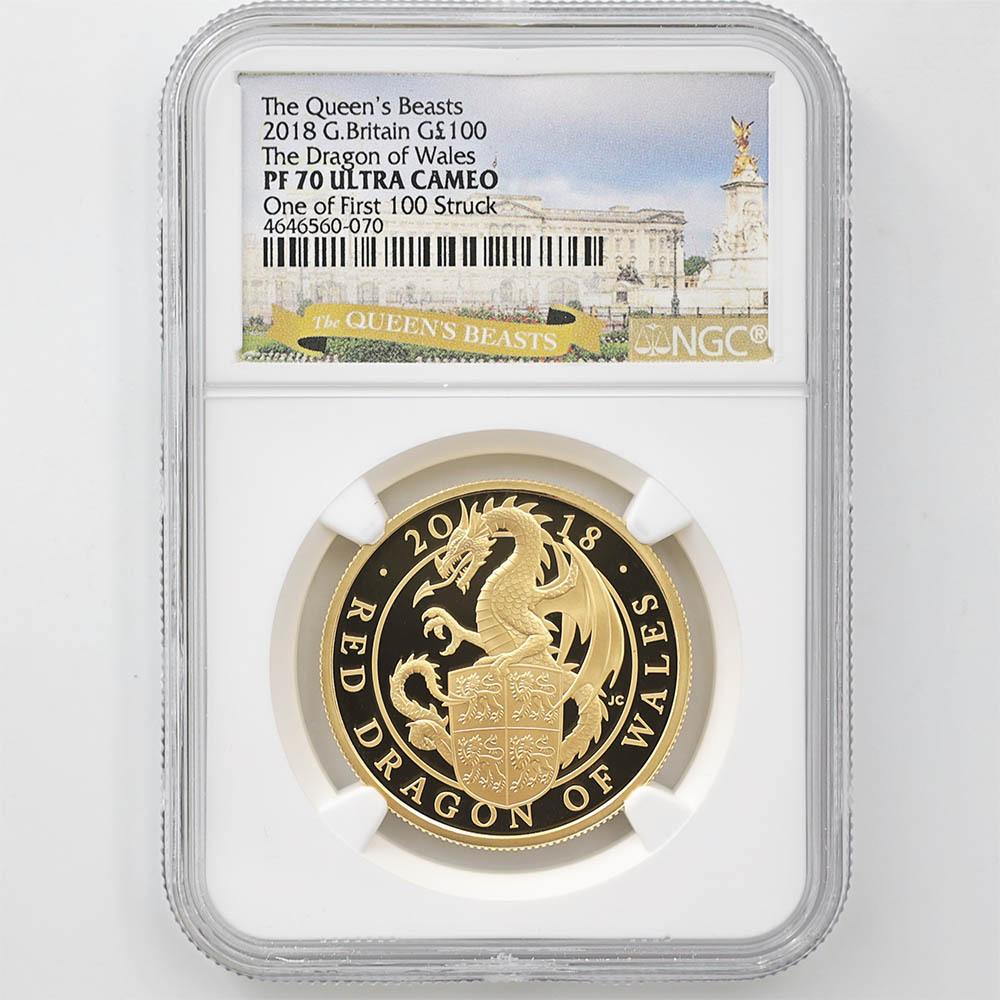 The Queen's Beasts
2018 G.Britain G£100
The Dragon of Wales
PF 70 ULTRA CAMEO
One of First 100 Struck
4646560-070
The QUEEN'S BEASTS
NGC®
2018
· RED DRAGON OF WALES ·
JC